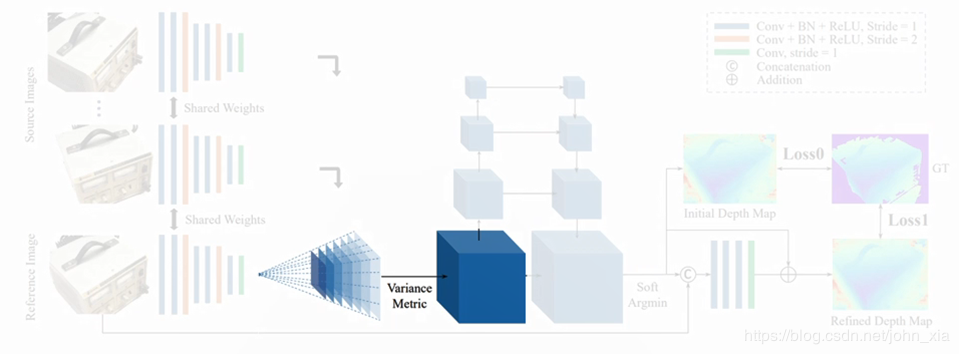 Conv + BN + ReLU, Stride = 1
Conv + BN + ReLU, Stride = 2
Conv, stride = 1
C Concatenation
Addition
Source Images
Shared Weights
Shared Weights
Reference Image
Variance
Metric
Soft
Argmin
C
Initial Depth Map
Loss0
GT
Loss1
Refined Depth Map
https://blog.csdn.net/john_xia